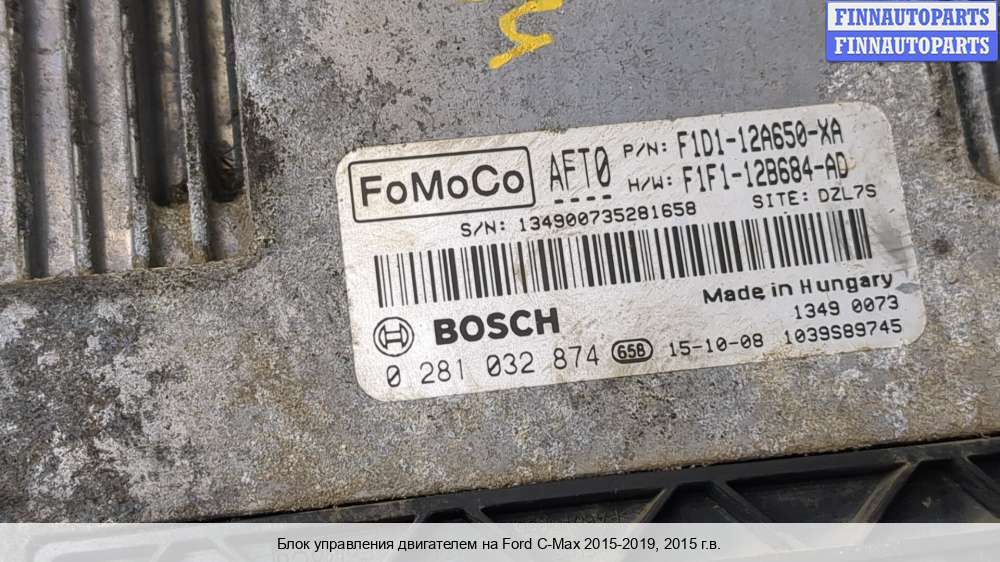 FINNAUTOPARTS
FINNAUTOPARTS
FoMoCo AFT0 P/N: F1D1-12A650-XA
H/W: F1F1-12B684-AD
S/N: 134900735281658 SITE: DZL7S
Made in Hungary
BOSCH 1349 0073
0 281 032 874 658 15-10-08 1039S89745
Блок управления двигателем на Ford C-Max 2015-2019, 2015 г.в.